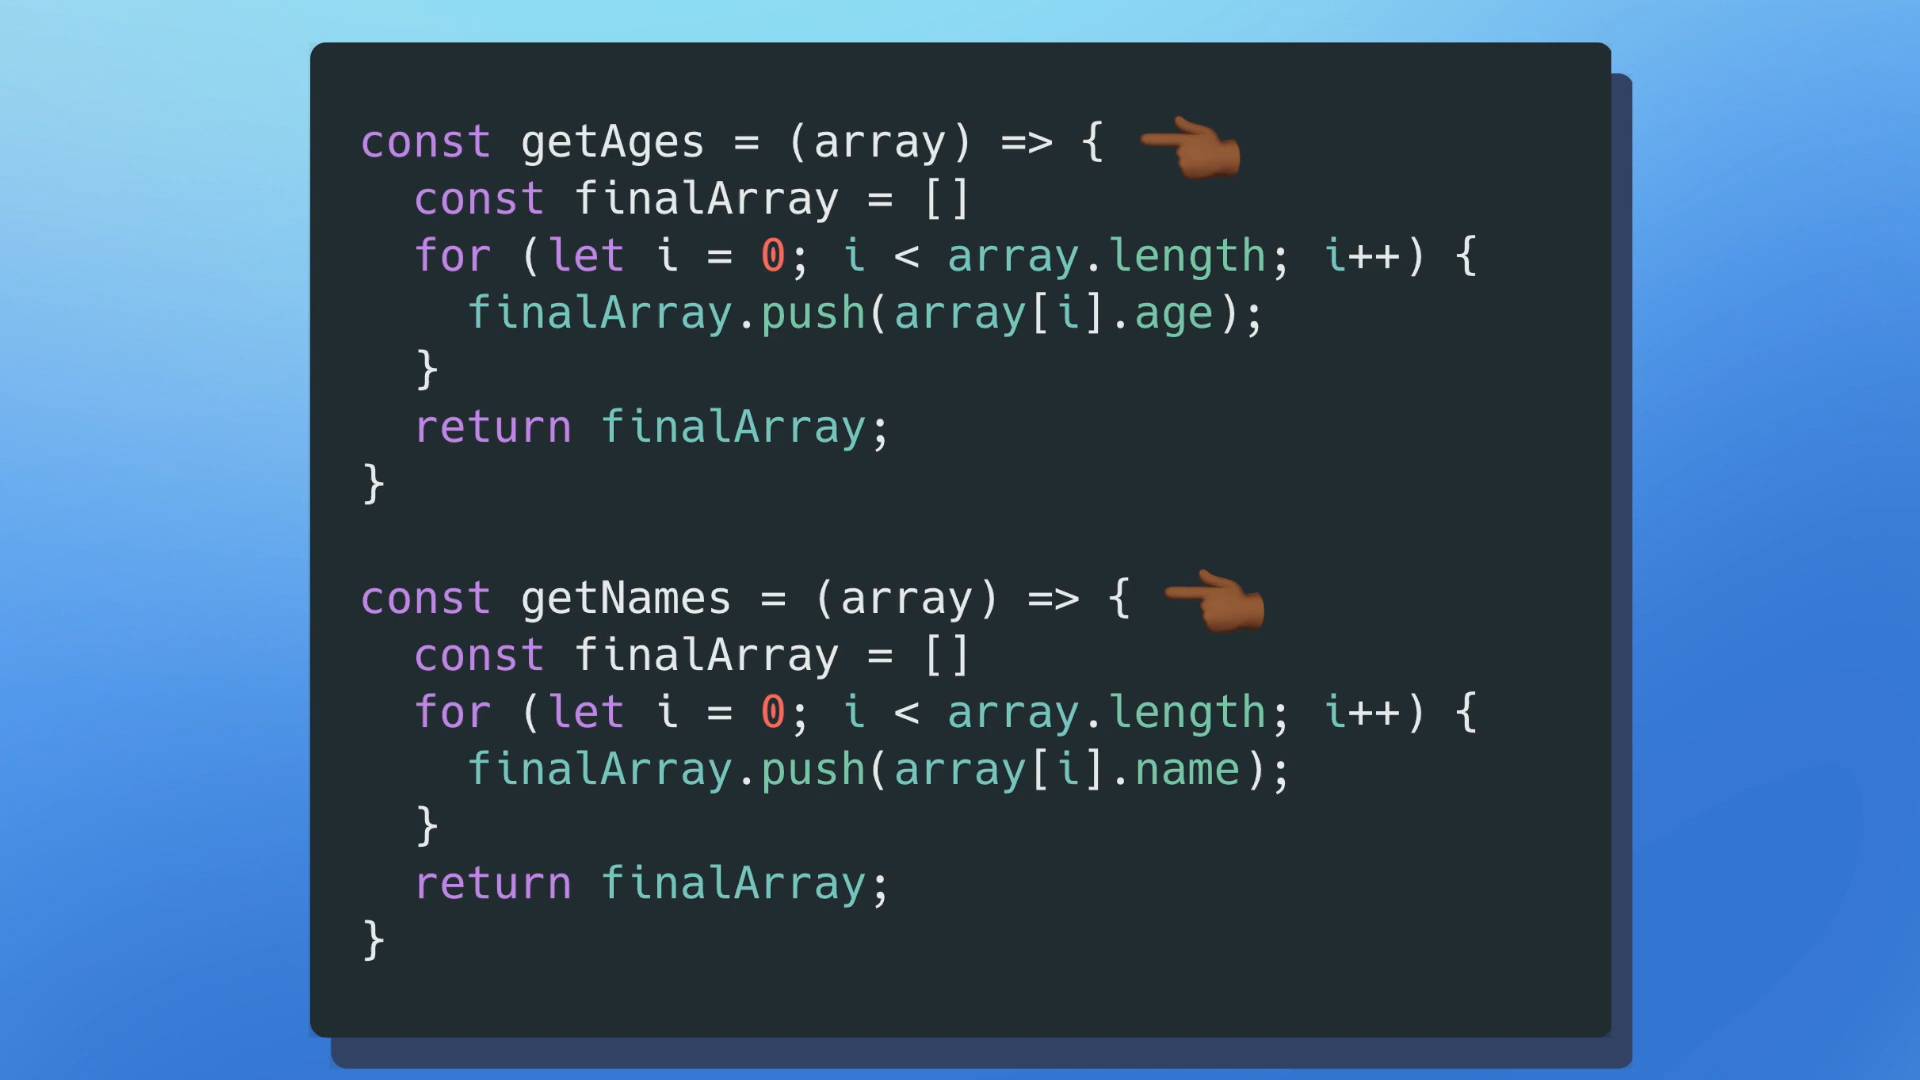 const getAges = (array) => {
  const finalArray = []
  for (let i = 0; i < array.length; i++) {
    finalArray.push(array[i].age);
  }
  return finalArray;
}

const getNames = (array) => {
  const finalArray = []
  for (let i = 0; i < array.length; i++) {
    finalArray.push(array[i].name);
  }
  return finalArray;
}